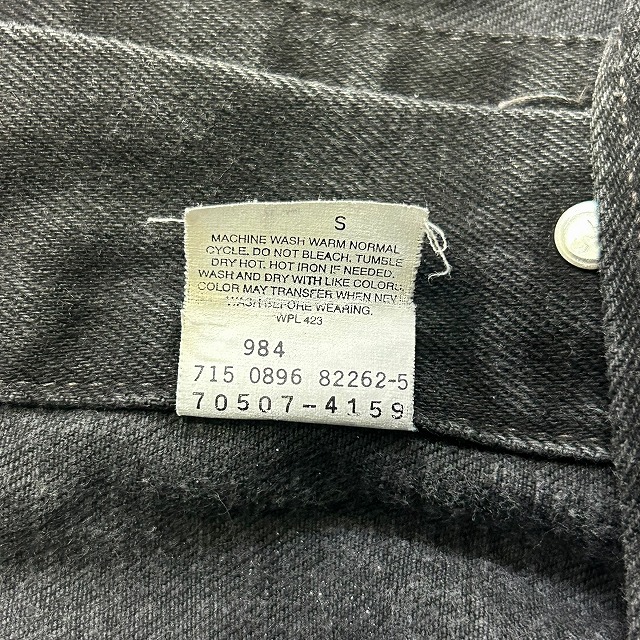 S
MACHINE WASH WARM NORMAL
CYCLE. DO NOT BLEACH. TUMBLE
DRY HOT. HOT IRON IF NEEDED.
WASH AND DRY WITH LIKE COLORS.
COLOR MAY TRANSFER WHEN NEW
WASH BEFORE WEARING.
WPL 423
984
715 0896 82262-5
70507-4159